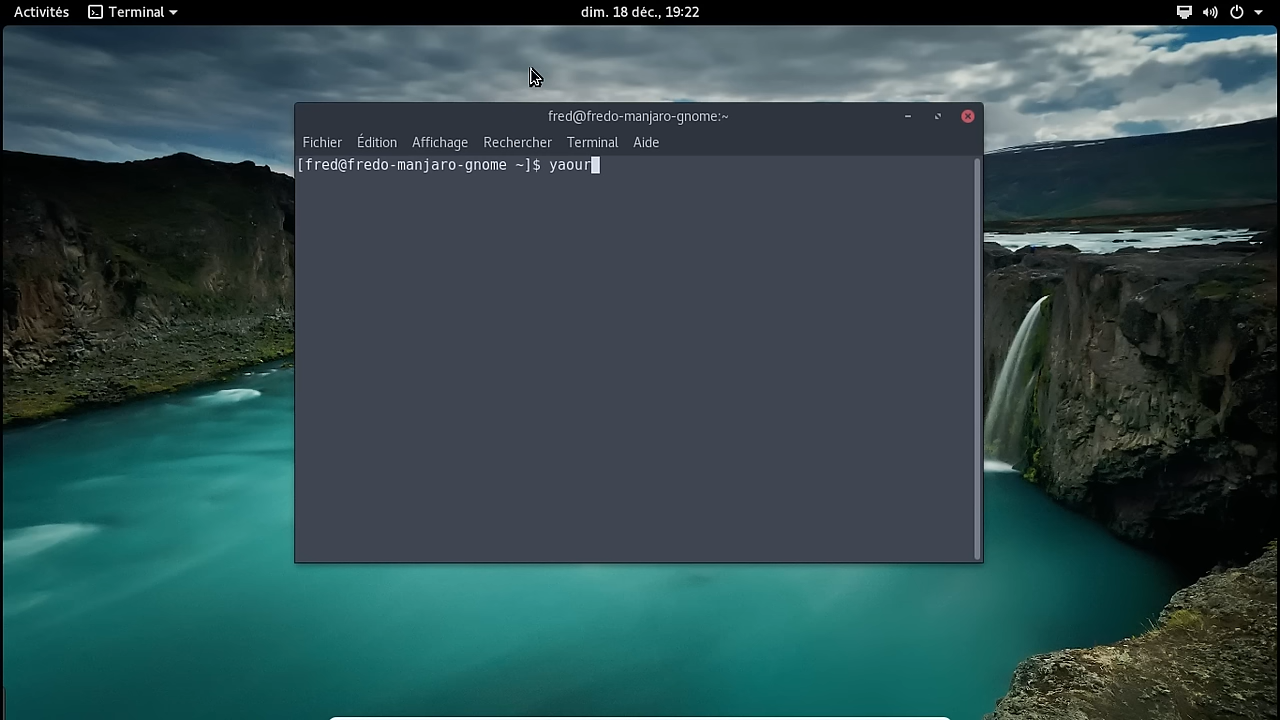 Activités Terminal dim. 18 déc., 19:22
fred@fredo-manjaro-gnome:~
Fichier Édition Affichage Rechercher Terminal Aide
[fred@fredo-manjaro-gnome ~]$ yaour